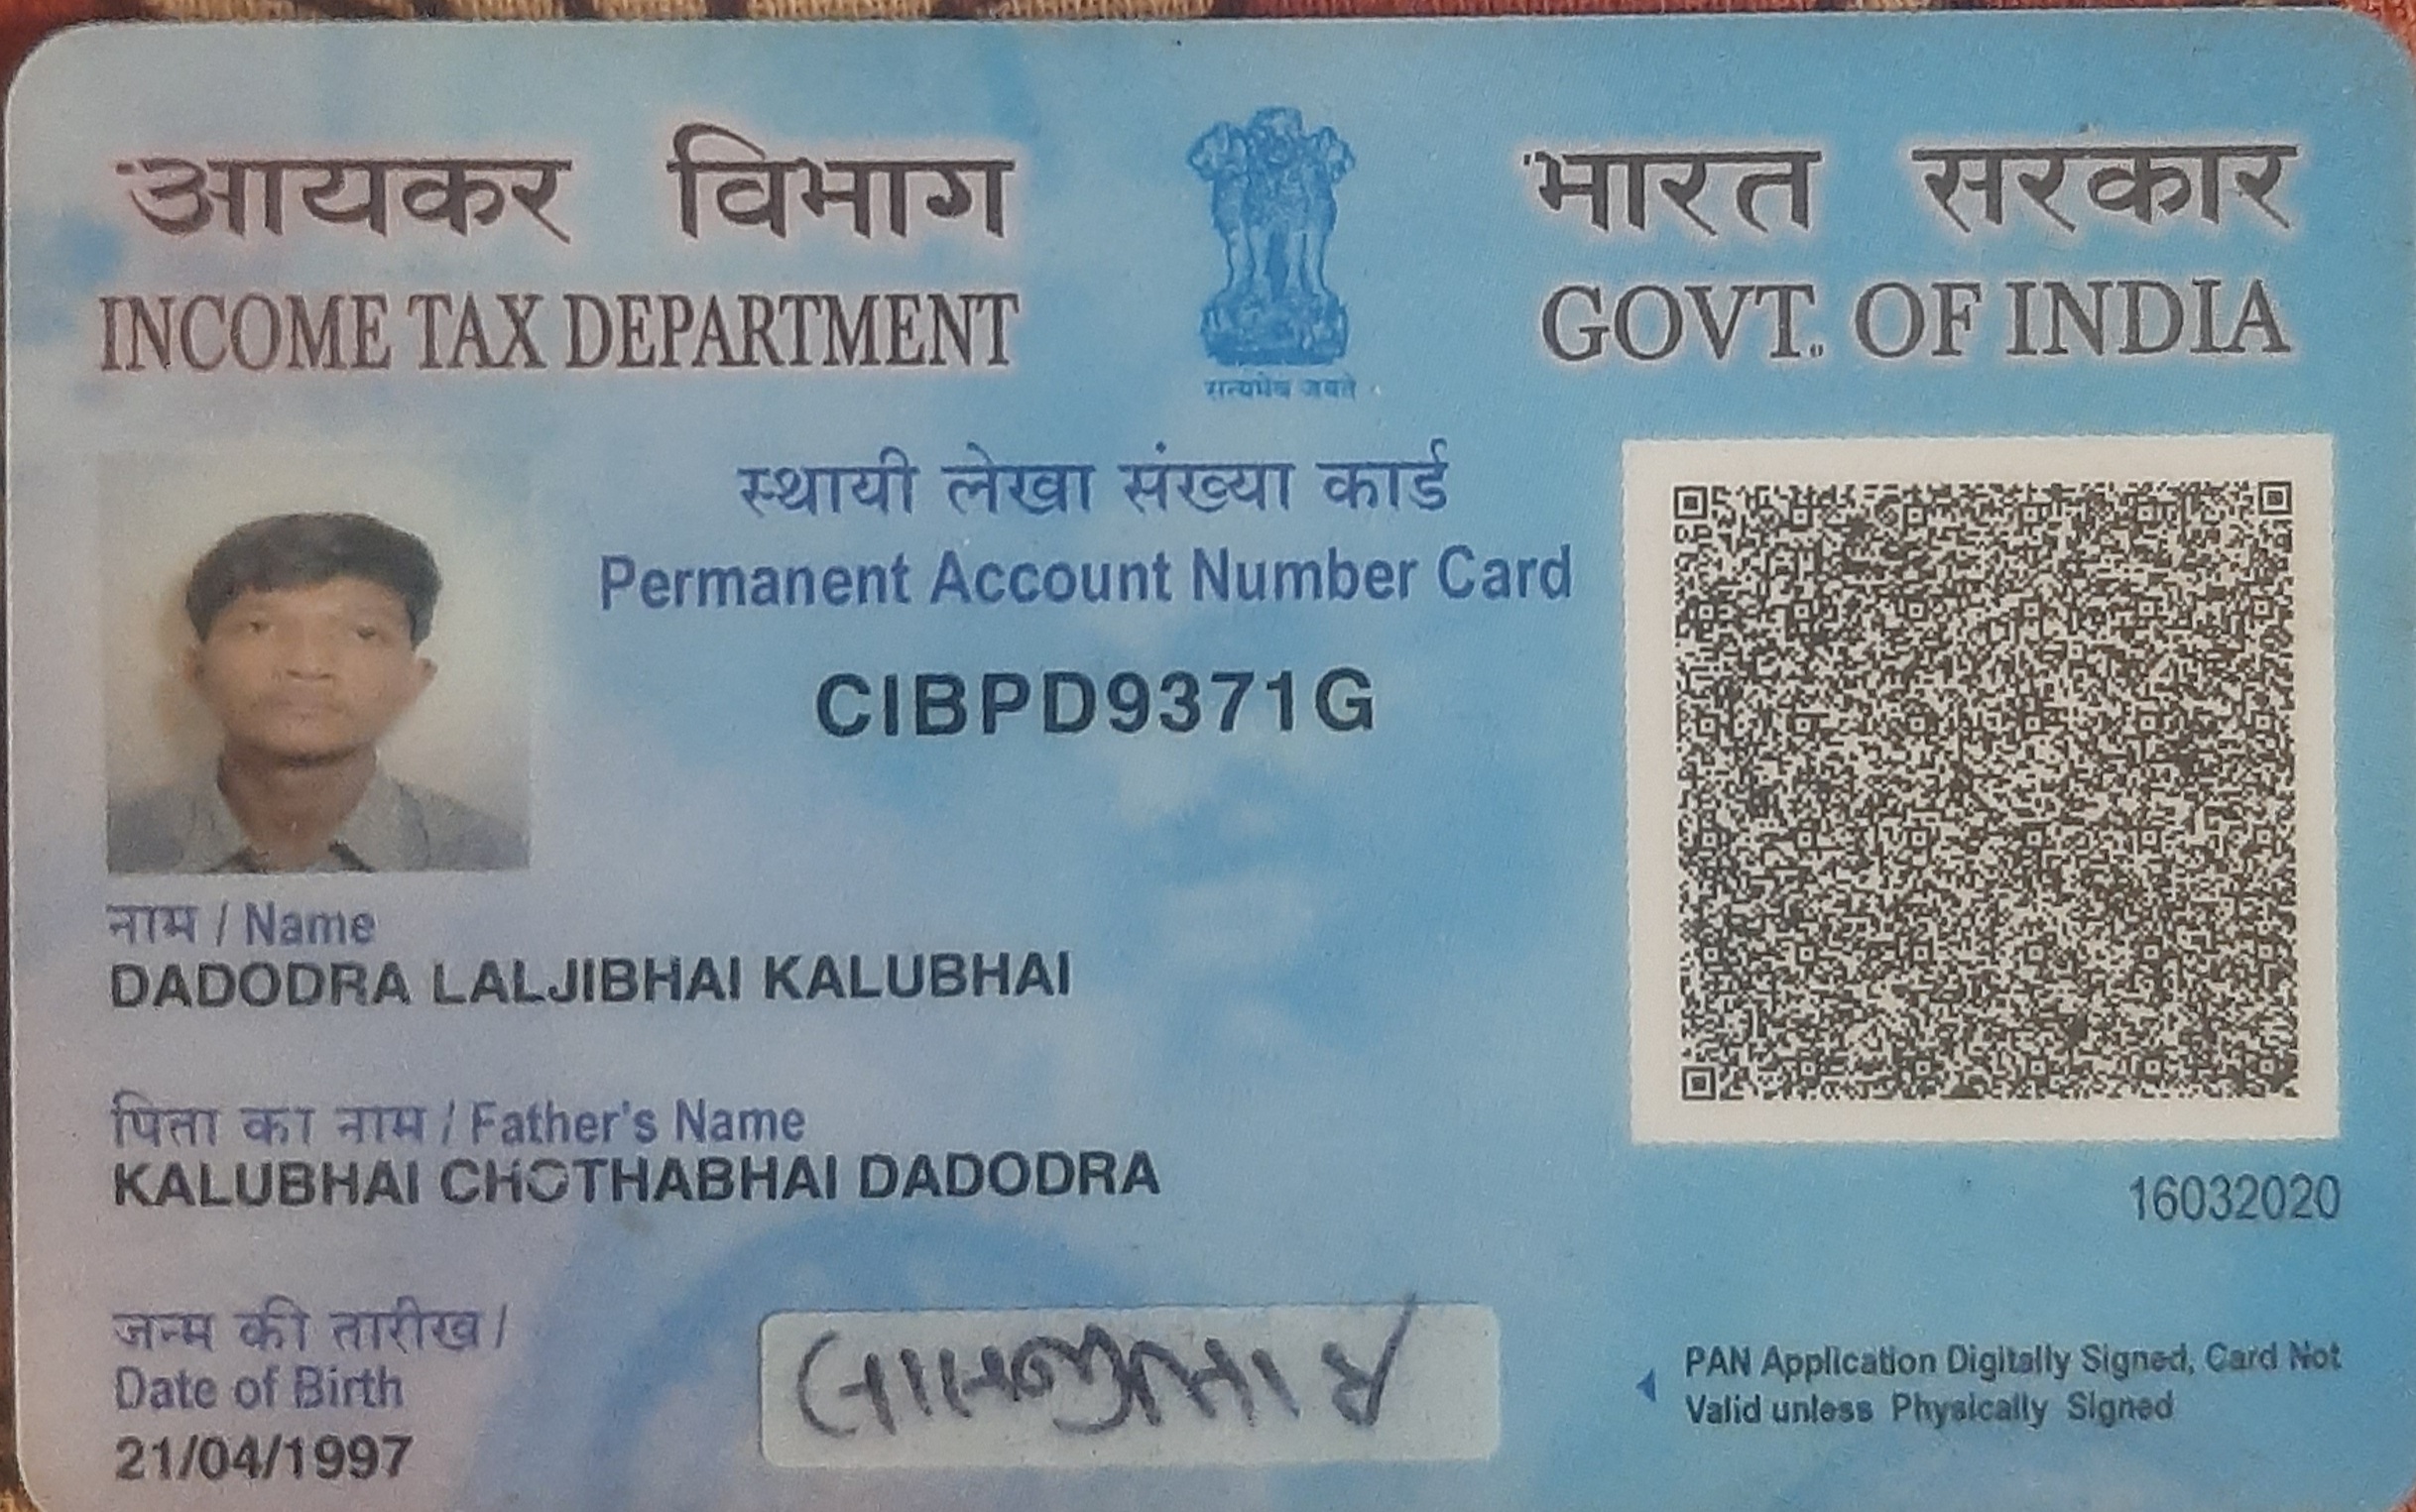 आयकर विभाग
INCOME TAX DEPARTMENT
सत्यमेव जयते
भारत सरकार
GOVT. OF INDIA
स्थायी लेखा संख्या कार्ड
Permanent Account Number Card
CIBPD9371G
नाम / Name
DADODRA LALJIBHAI KALUBHAI
पिता का नाम / Father's Name
KALUBHAI CHOTHABHAI DADODRA
16032020
जन्म की तारीख /
Date of Birth
21/04/1997
લાલજીભાઈ
PAN Application Digitally Signed, Card Not
Valid unless Physically Signed